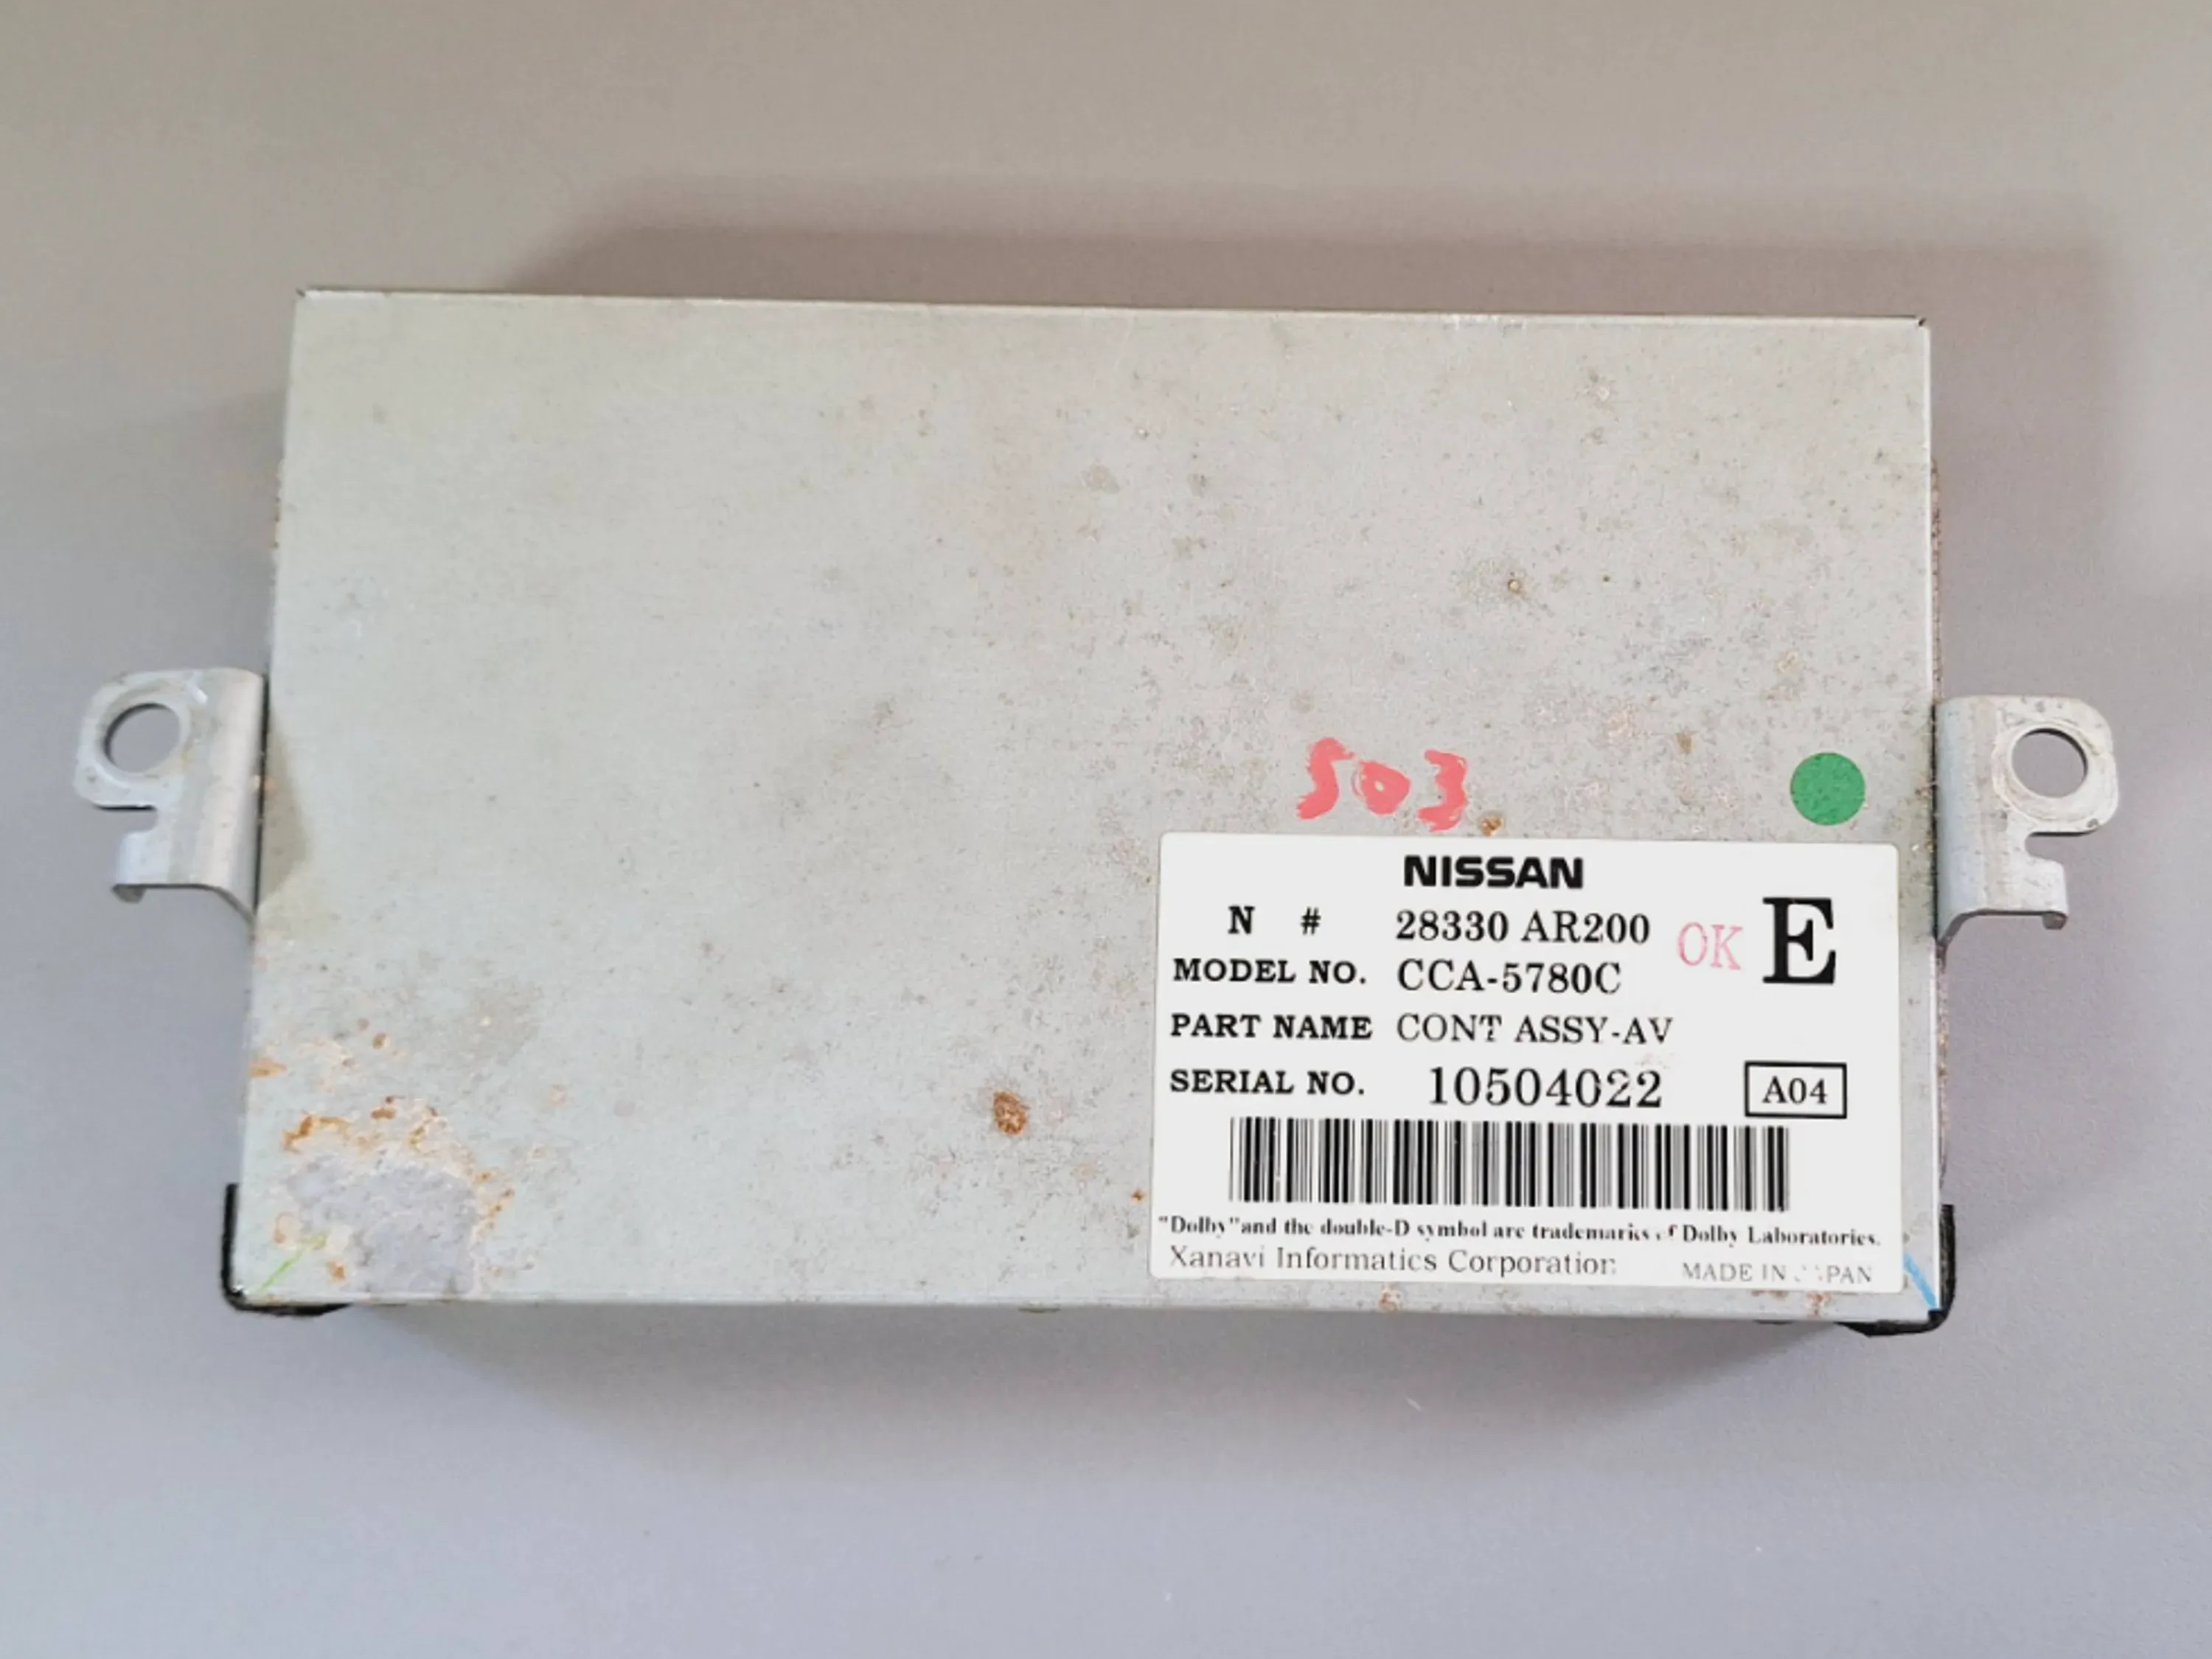 503
NISSAN
N # 28330 AR200 OK E
MODEL NO. CCA-5780C
PART NAME CONT ASSY-AV
SERIAL NO. 10504022 A04
"Dolby" and the double-D symbol are trademarks of Dolby Laboratories.
Xanavi Informatics Corporation MADE IN JAPAN